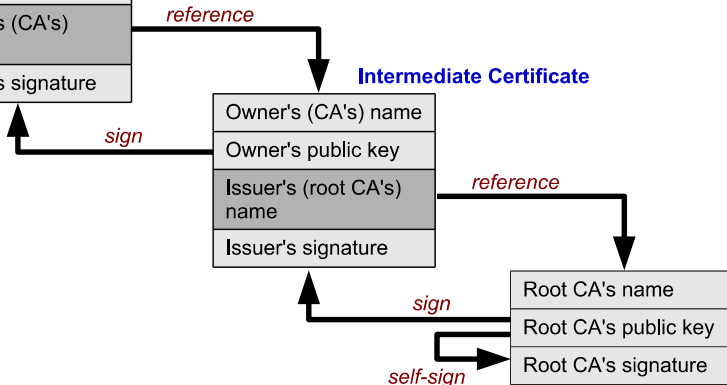 reference
s (CA's)
s signature
Intermediate Certificate
sign
Owner's (CA's) name
Owner's public key
Issuer's (root CA's)
name
Issuer's signature
reference
Root CA's name
sign
Root CA's public key
Root CA's signature
self-sign